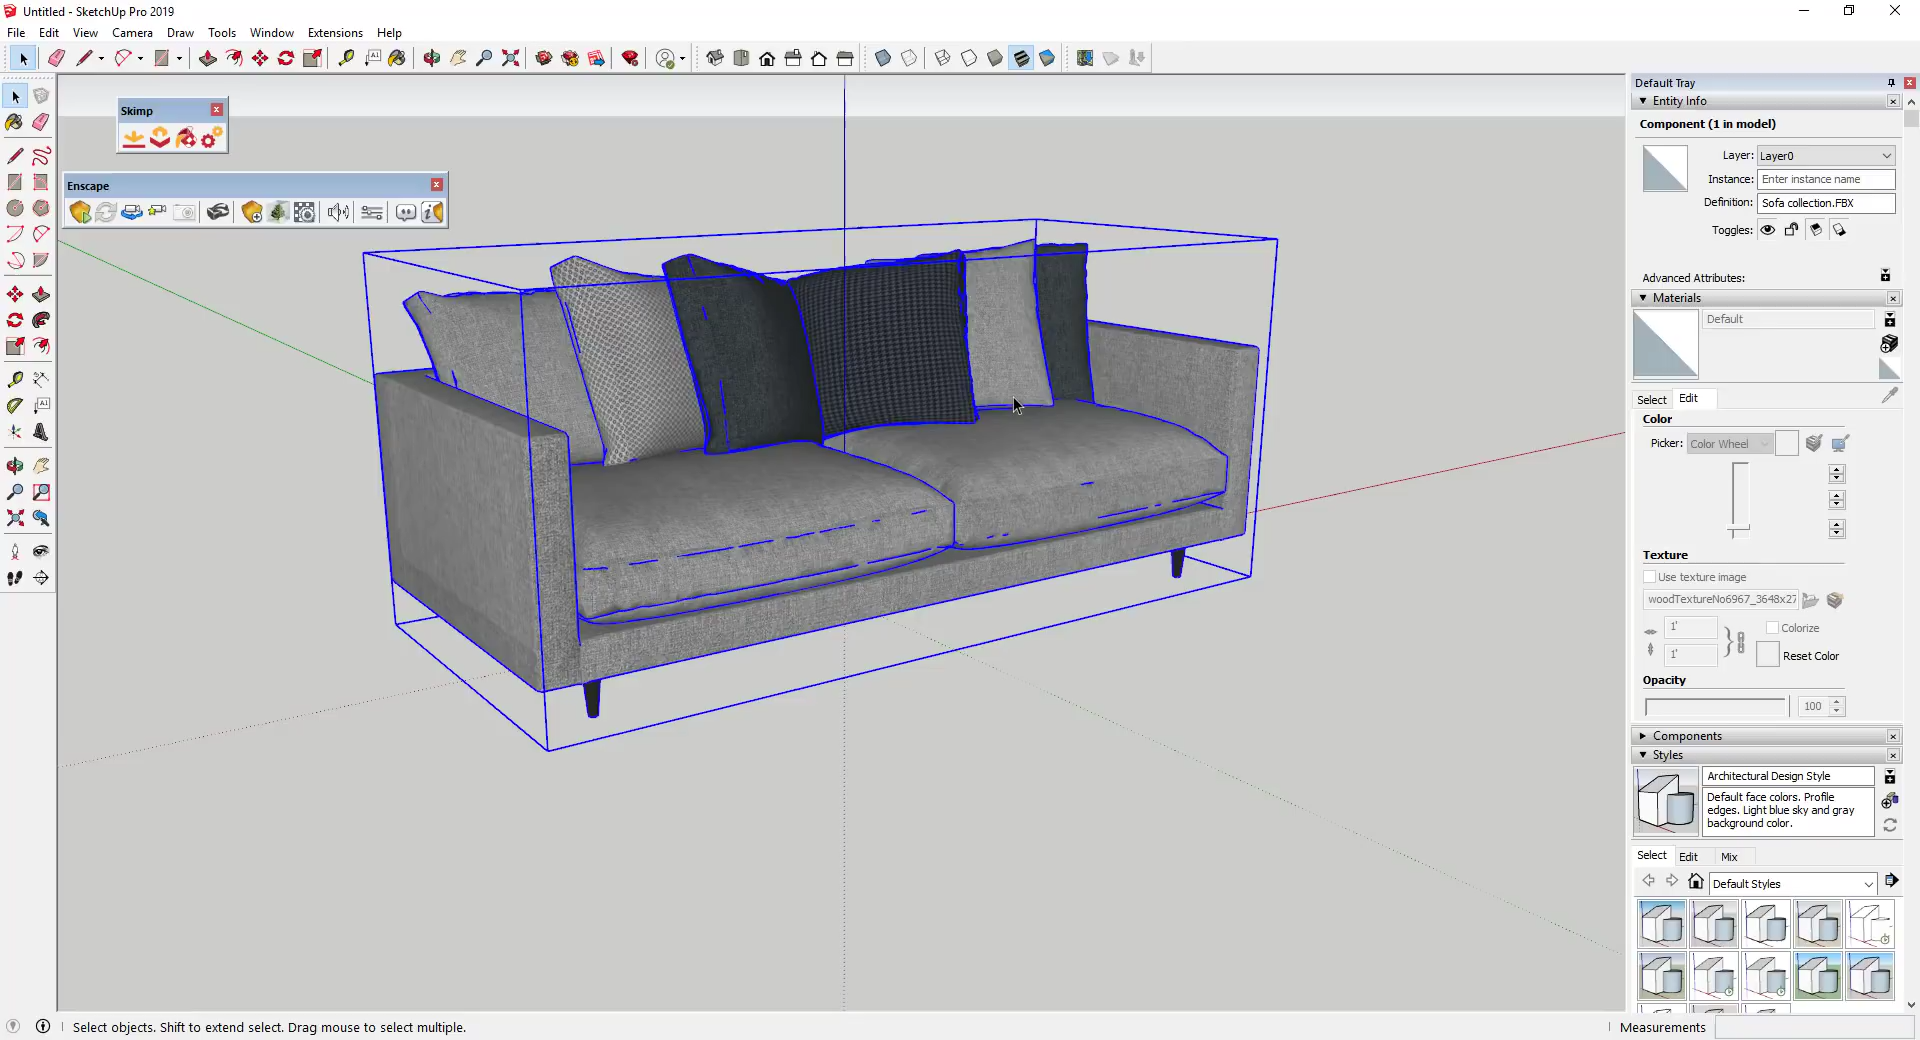 Untitled - SketchUp Pro 2019
File Edit View Camera Draw Tools Window Extensions Help
Default Tray
Entity Info
Skimp
Component (1 in model)
Layer: Layer0
Instance: Enter instance name
Enscape
Definition: Sofa collection.FBX
Toggles:
Advanced Attributes:
Materials
Default
Select Edit
Color
Picker: Color Wheel
Texture
Use texture image
woodTextureNo6967_3648x27
1' Colorize
1' Reset Color
Opacity
100
Components
Styles
Architectural Design Style
Default face colors. Profile
edges. Light blue sky and gray
background color.
Select Edit Mix
Default Styles
Select objects. Shift to extend select. Drag mouse to select multiple.
Measurements